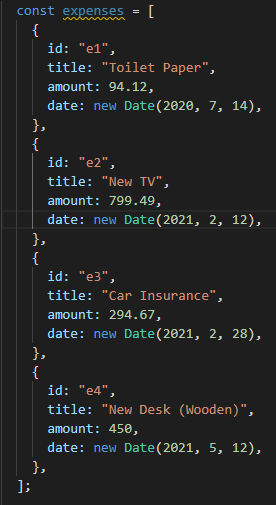 const expenses = [
{
id: "e1",
title: "Toilet Paper",
amount: 94.12,
date: new Date(2020, 7, 14),
},
{
id: "e2",
title: "New TV",
amount: 799.49,
date: new Date(2021, 2, 12),
},
{
id: "e3",
title: "Car Insurance",
amount: 294.67,
date: new Date(2021, 2, 28),
},
{
id: "e4",
title: "New Desk (Wooden)",
amount: 450,
date: new Date(2021, 5, 12),
},
];